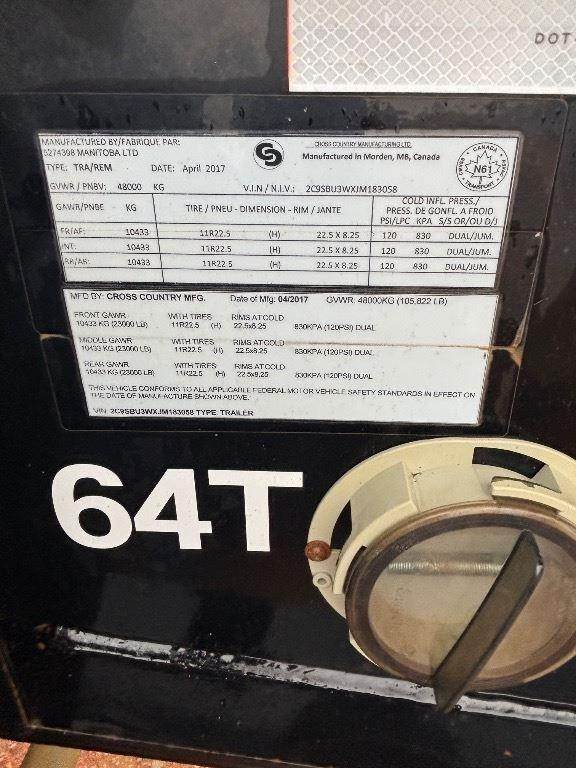 DOT-
MANUFACTURED BY/FABRIQUE PAR:
5274398 MANITOBA LTD
CROSS COUNTRY MANUFACTURING LTD.
Manufactured in Morden, MB, Canada
CANADA
N61
TRANSPORT
TYPE: TRA/REM DATE: April 2017
GVWR / PNBV: 48000 KG V.I.N / N.I.V.: 2C9SBU3WXJM183058
GAWR/PNBE KG TIRE / PNEU - DIMENSION - RIM / JANTE COLD INFL. PRESS./
PRESS. DE GONFL. A FROID
PSI/LPC KPA S/S OR/OU D/J
FR/AF: 10433 11R22.5 (H) 22.5 X 8.25 120 830 DUAL/JUM.
INT: 10433 11R22.5 (H) 22.5 X 8.25 120 830 DUAL/JUM.
RR/AR: 10433 11R22.5 (H) 22.5 X 8.25 120 830 DUAL/JUM.
MFD BY: CROSS COUNTRY MFG. Date of Mfg: 04/2017 GVWR: 48000KG (105,822 LB)
FRONT GAWR WITH TIRES RIMS AT COLD
10433 KG (23000 LB) 11R22.5 (H) 22.5x8.25 830KPA (120PSI) DUAL
MIDDLE GAWR WITH TIRES RIMS AT COLD
10433 KG (23000 LB) 11R22.5 (H) 22.5x8.25 830KPA (120PSI) DUAL
REAR GAWR WITH TIRES RIMS AT COLD
10433 KG (23000 LB) 11R22.5 (H) 22.5x8.25 830KPA (120PSI) DUAL
THIS VEHICLE CONFORMS TO ALL APPLICABLE FEDERAL MOTOR VEHICLE SAFETY STANDARDS IN EFFECT ON
THE DATE OF MANUFACTURE SHOWN ABOVE.
VIN: 2C9SBU3WXJM183058 TYPE: TRAILER
64T